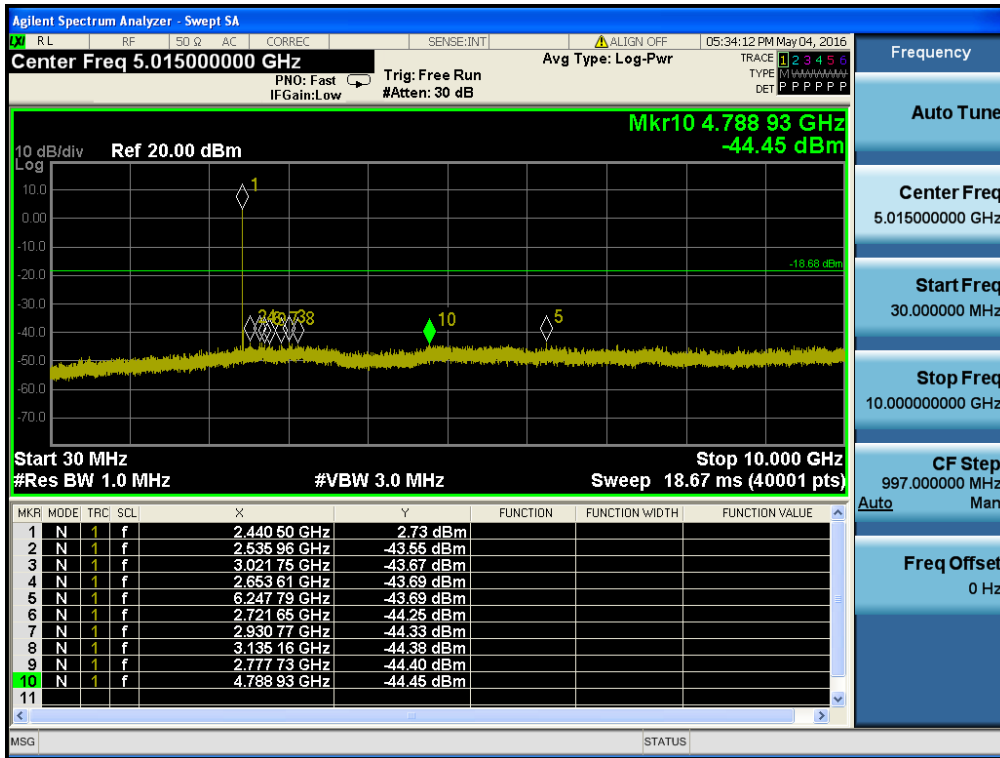 Agilent Spectrum Analyzer - Swept SA
LXI RL RF 50 Ω AC CORREC SENSE:INT ALIGN OFF 05:34:12 PM May 04, 2016
Center Freq 5.015000000 GHz
PNO: Fast
IFGain:Low
Trig: Free Run
#Atten: 30 dB
Avg Type: Log-Pwr
TRACE 1 2 3 4 5 6
TYPE M
DET P P P P P P
Mkr10 4.788 93 GHz
-44.45 dBm
10 dB/div Ref 20.00 dBm
Log
10.0
0.00
-10.0
-20.0
-30.0
-40.0
-50.0
-60.0
-70.0
-18.68 dBm
1
10
5
Start 30 MHz
Stop 10.000 GHz
#Res BW 1.0 MHz #VBW 3.0 MHz Sweep 18.67 ms (40001 pts)
MKR MODE TRC SCL X Y FUNCTION FUNCTION WIDTH FUNCTION VALUE
1 N 1 f 2.440 50 GHz 2.73 dBm
2 N 1 f 2.535 96 GHz -43.55 dBm
3 N 1 f 3.021 75 GHz -43.67 dBm
4 N 1 f 2.653 61 GHz -43.69 dBm
5 N 1 f 6.247 79 GHz -43.69 dBm
6 N 1 f 2.721 65 GHz -44.25 dBm
7 N 1 f 2.930 77 GHz -44.33 dBm
8 N 1 f 3.135 16 GHz -44.38 dBm
9 N 1 f 2.777 73 GHz -44.40 dBm
10 N 1 f 4.788 93 GHz -44.45 dBm
11
MSG STATUS
Frequency
Auto Tune
Center Freq
5.015000000 GHz
Start Freq
30.000000 MHz
Stop Freq
10.000000000 GHz
CF Step
997.000000 MHz
Auto Man
Freq Offset
0 Hz